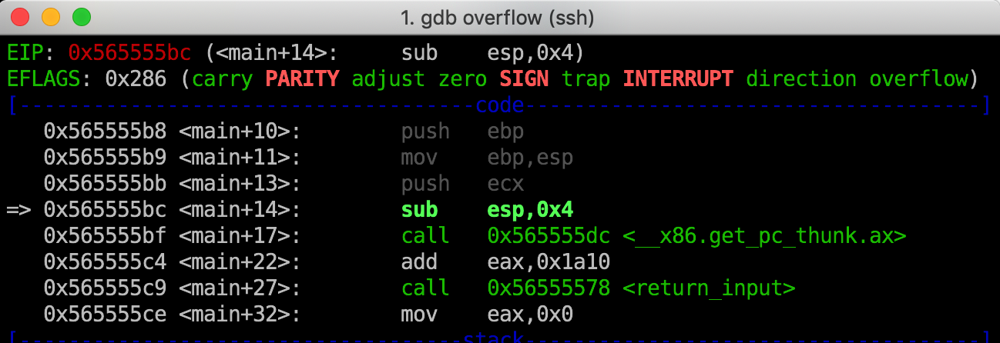 1. gdb overflow (ssh)
EIP: 0x565555bc (<main+14>: sub esp,0x4)
EFLAGS: 0x286 (carry PARITY adjust zero SIGN trap INTERRUPT direction overflow)
[-------------------------------------code-------------------------------------]
0x565555b8 <main+10>: push ebp
0x565555b9 <main+11>: mov ebp,esp
0x565555bb <main+13>: push ecx
=> 0x565555bc <main+14>: sub esp,0x4
0x565555bf <main+17>: call 0x565555dc <__x86.get_pc_thunk.ax>
0x565555c4 <main+22>: add eax,0x1a10
0x565555c9 <main+27>: call 0x56555578 <return_input>
0x565555ce <main+32>: mov eax,0x0
[------------------------------------stack-------------------------------------]